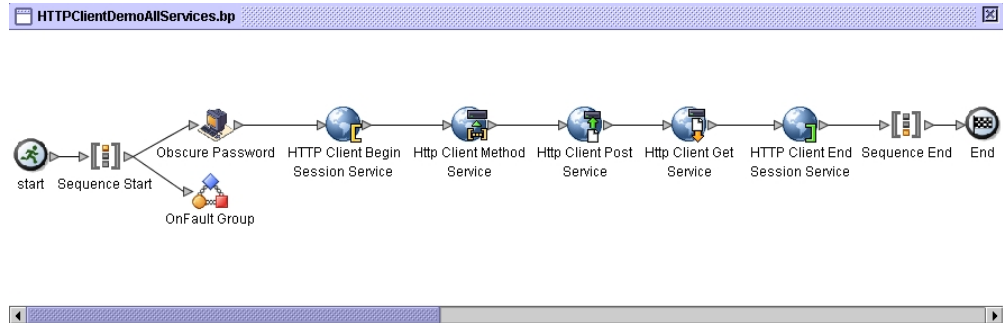 HTTPClientDemoAllServices.bp
start
Sequence Start
Obscure Password
OnFault Group
HTTP Client Begin
Session Service
Http Client Method
Service
Http Client Post
Service
Http Client Get
Service
HTTP Client End
Session Service
Sequence End
End